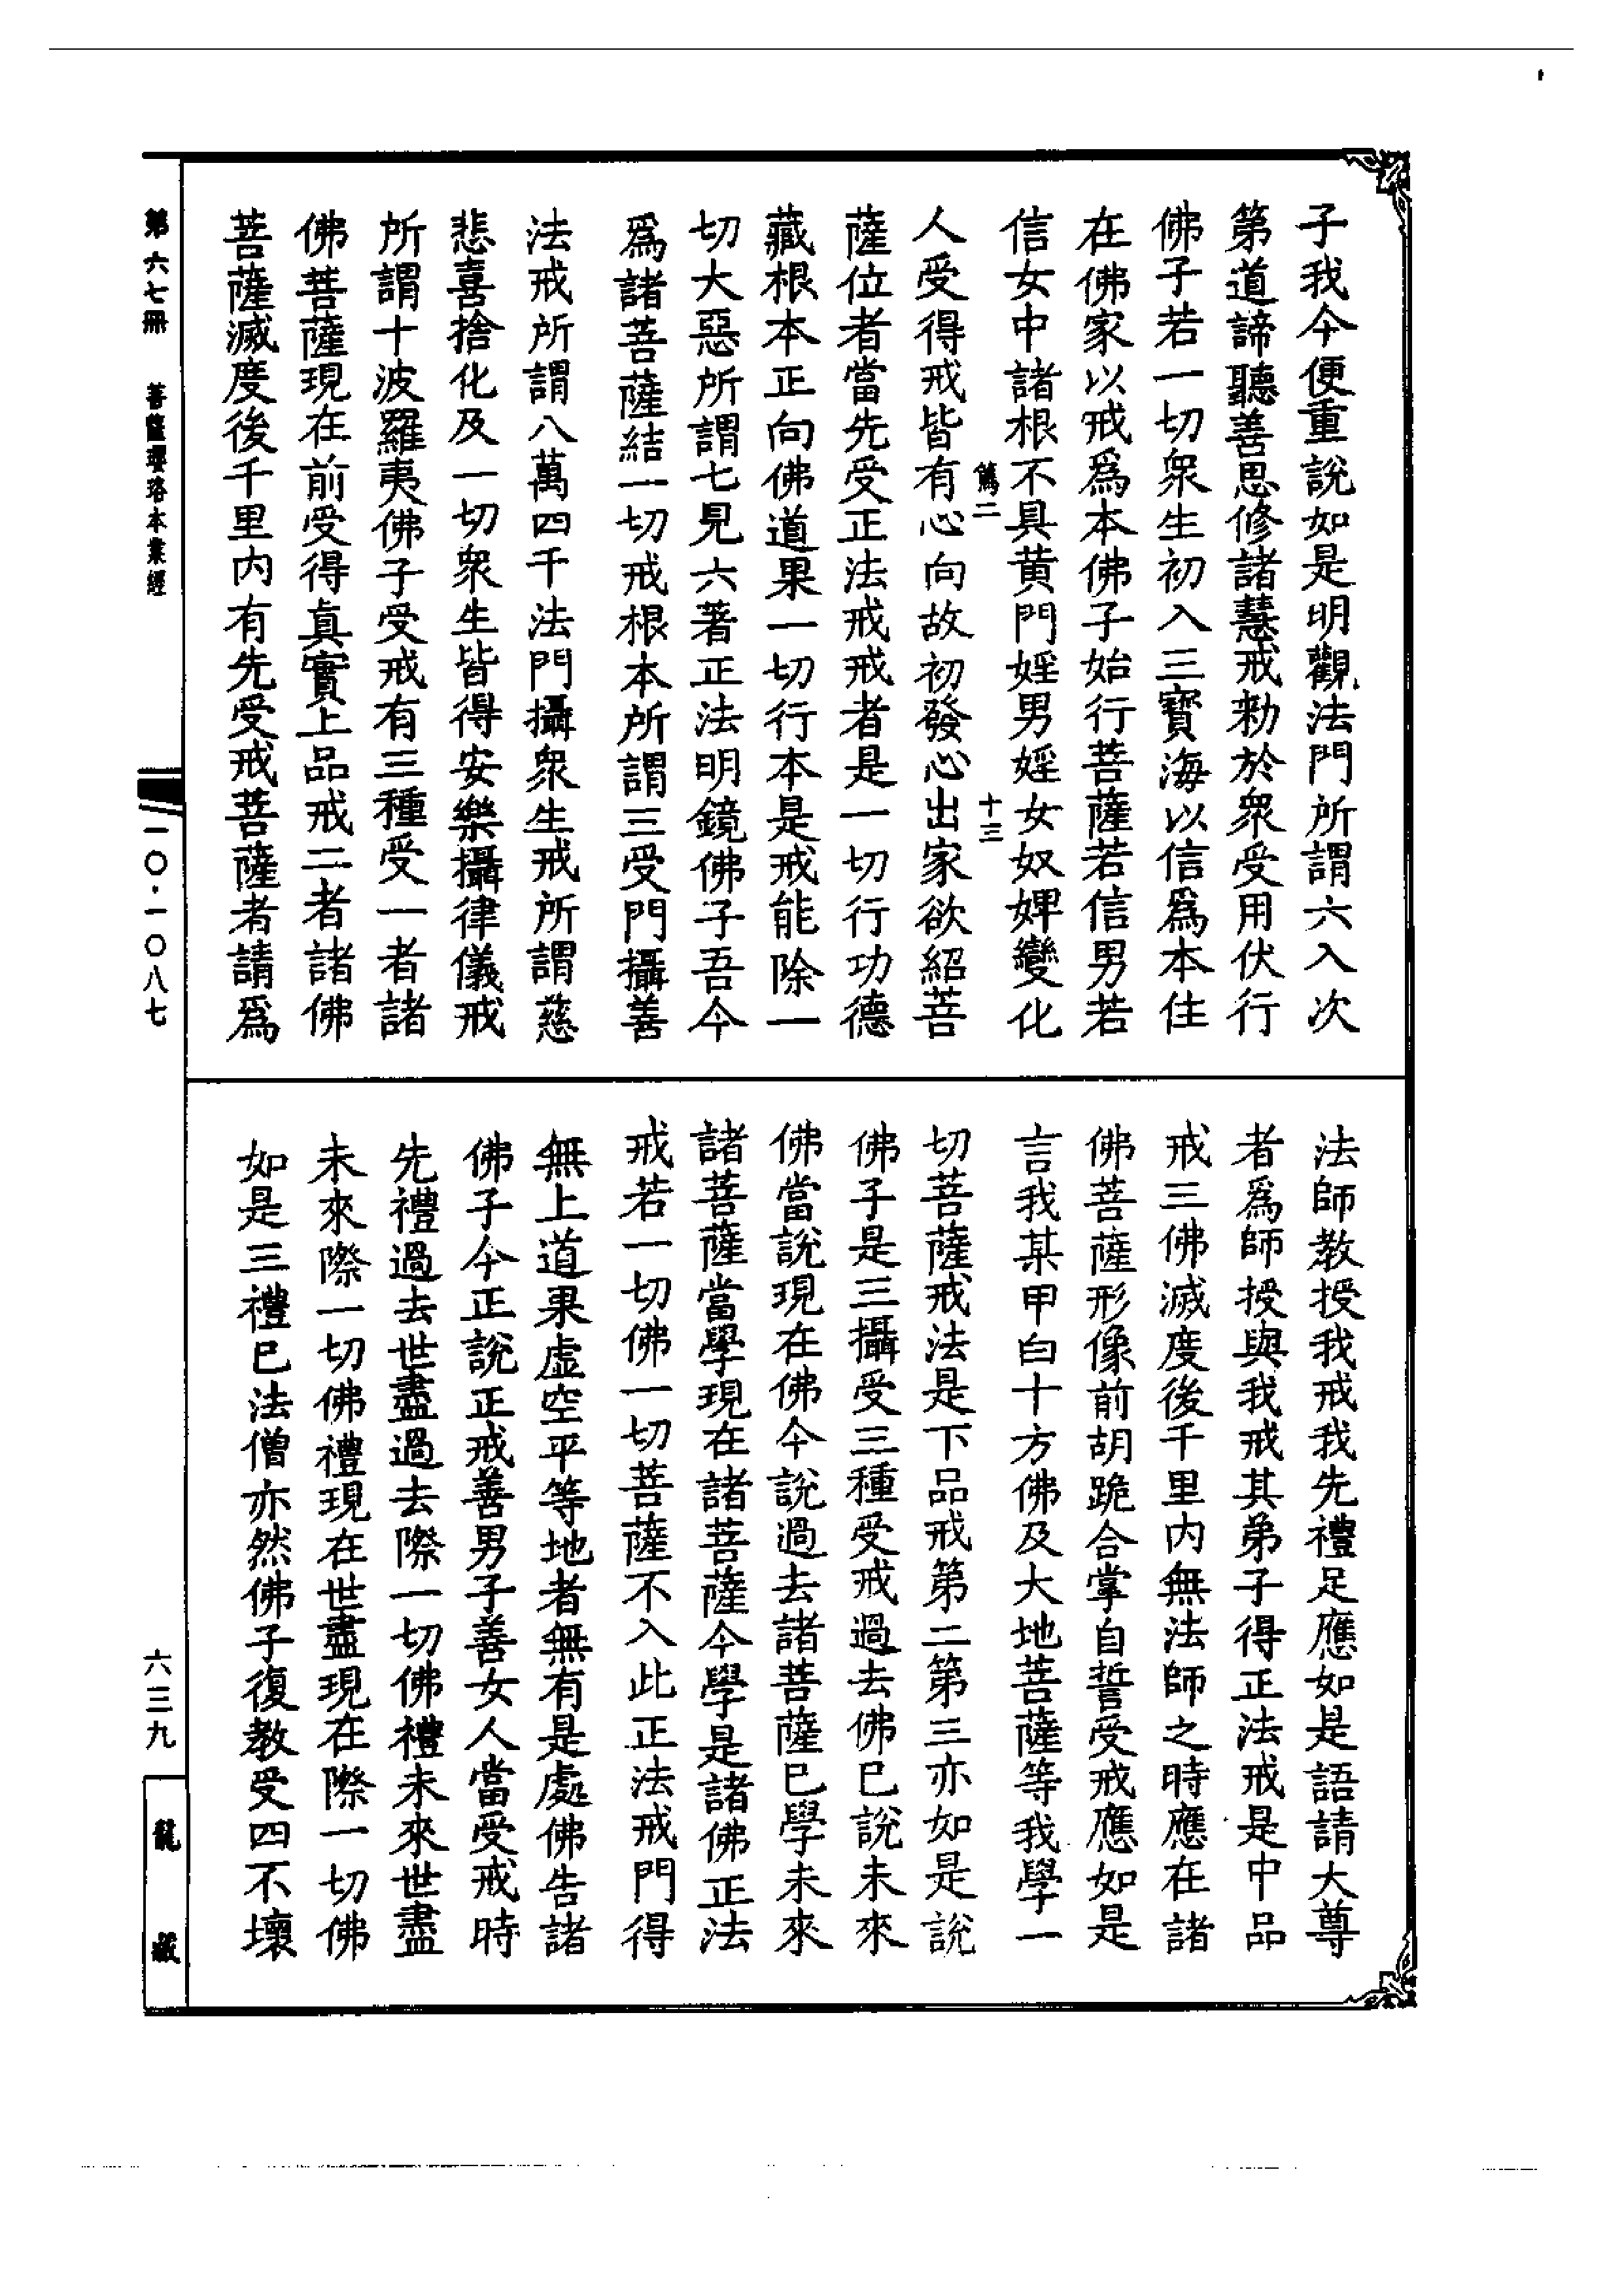 子我今便重說如是明觀法門所謂六入次
第道諦聽善思修諸慧戒勑於衆受用伏行
佛子若一切衆生初入三寶海以信爲本住
在佛家以戒爲本佛子始行菩薩若信男若
信女中諸根不具黄門婬男婬女奴婢變化
雋二 十三
人受得戒皆有心向故初發心出家欲紹菩
薩位者當先受正法戒戒者是一切行功德
藏根本正向佛道果一切行本是戒能除一
切大惡所謂七見六著正法明鏡佛子吾今
爲諸菩薩結一切戒根本所謂三受門攝善
法戒所謂八萬四千法門攝衆生戒所謂慈
悲喜捨化及一切衆生皆得安樂攝律儀戒
所謂十波羅夷佛子受戒有三種受一者諸
佛菩薩現在前受得真實上品戒二者諸佛
菩薩滅度後千里内有先受戒菩薩者請爲
法師教授我戒我先禮足應如是語請大尊
者爲師授與我戒其弟子得正法戒是中品
戒三佛滅度後千里内無法師之時應在諸
佛菩薩形像前胡跪合掌自誓受戒應如是
言我某甲白十方佛及大地菩薩等我學一
切菩薩戒法是下品戒第二第三亦如是說
佛子是三攝受三種受戒過去佛巳說未來
佛當說現在佛今說過去諸菩薩巳學未來
諸菩薩當學現在諸菩薩今學是諸佛正法
戒若一切佛一切菩薩不入此正法戒門得
無上道果虛空平等地者無有是處佛告諸
佛子今正說正戒善男子善女人當受戒時
先禮過去世盡過去際一切佛禮未來世盡
未來際一切佛禮現在世盡現在際一切佛
如是三禮巳法僧亦然佛子復教受四不壞
第六七冊 菩薩瓔珞本業經
一〇·一〇八七
六三九
龍藏